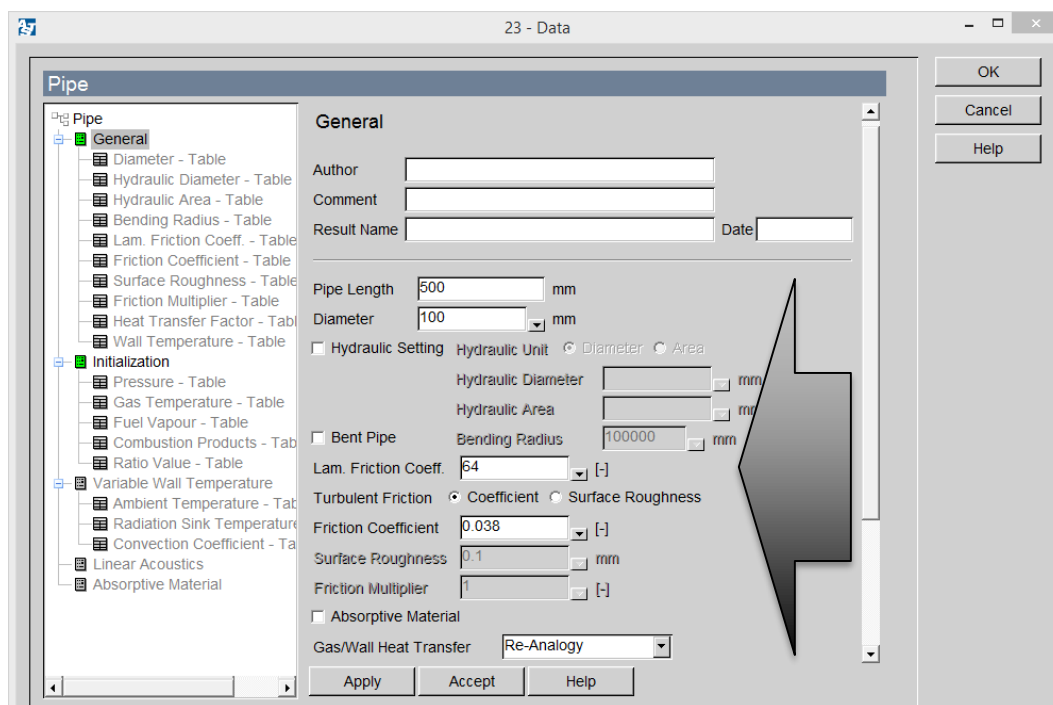 23 - Data
OK
Cancel
Help
Pipe
Pipe
General
Diameter - Table
Hydraulic Diameter - Table
Hydraulic Area - Table
Bending Radius - Table
Lam. Friction Coeff. - Table
Friction Coefficient - Table
Surface Roughness - Table
Friction Multiplier - Table
Heat Transfer Factor - Tabl
Wall Temperature - Table
Initialization
Pressure - Table
Gas Temperature - Table
Fuel Vapour - Table
Combustion Products - Tab
Ratio Value - Table
Variable Wall Temperature
Ambient Temperature - Tab
Radiation Sink Temperature
Convection Coefficient - Ta
Linear Acoustics
Absorptive Material
General
Author
Comment
Result Name Date
Pipe Length 500 mm
Diameter 100 mm
Hydraulic Setting Hydraulic Unit Diameter Area
Hydraulic Diameter mm
Hydraulic Area mm
Bent Pipe Bending Radius 100000 mm
Lam. Friction Coeff. 64 [-]
Turbulent Friction Coefficient Surface Roughness
Friction Coefficient 0.038 [-]
Surface Roughness 0.1 mm
Friction Multiplier 1 [-]
Absorptive Material
Gas/Wall Heat Transfer Re-Analogy
Apply Accept Help